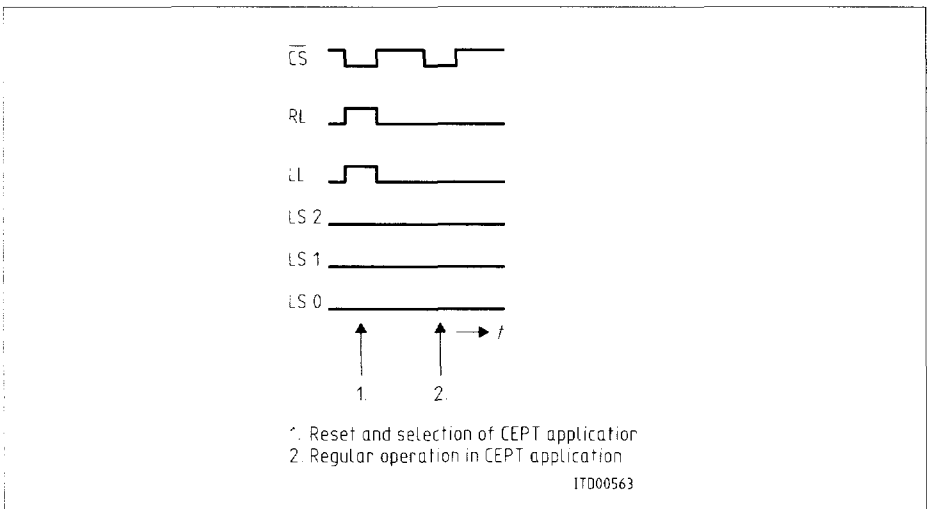 CS
RL
LL
LS 2
LS 1
LS 0
t
1. 2.
1. Reset and selection of CEPT application
2. Regular operation in CEPT application
ITD00563